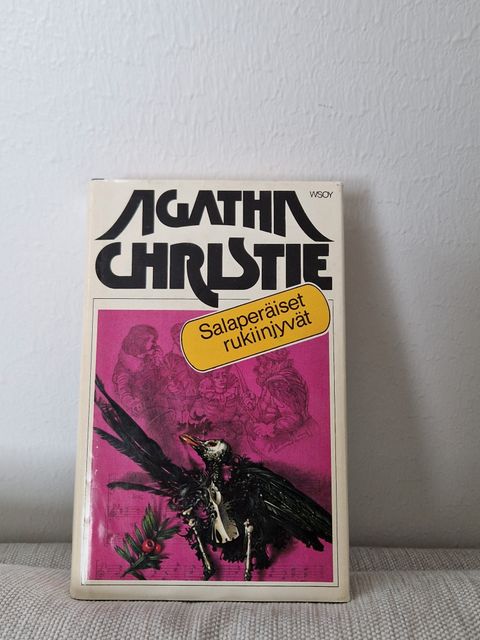 AGATHA
WSOY
CHRISTIE
Salaperäiset
rukiinjyvät